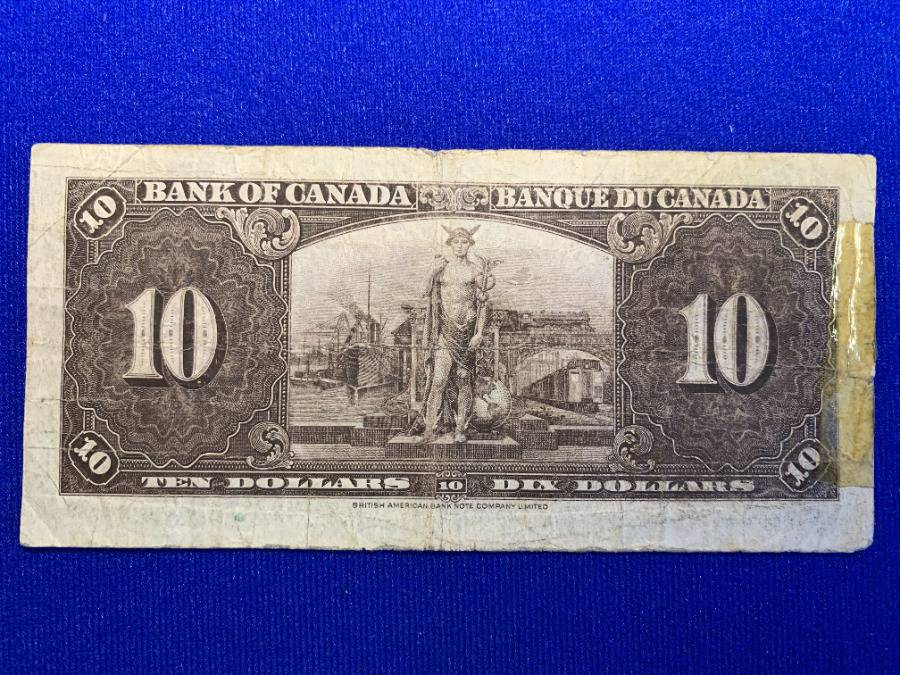 10 BANK OF CANADA BANQUE DU CANADA 10
10 10
10 TEN DOLLARS 10 DIX DOLLARS 10
BRITISH AMERICAN BANK NOTE COMPANY LIMITED